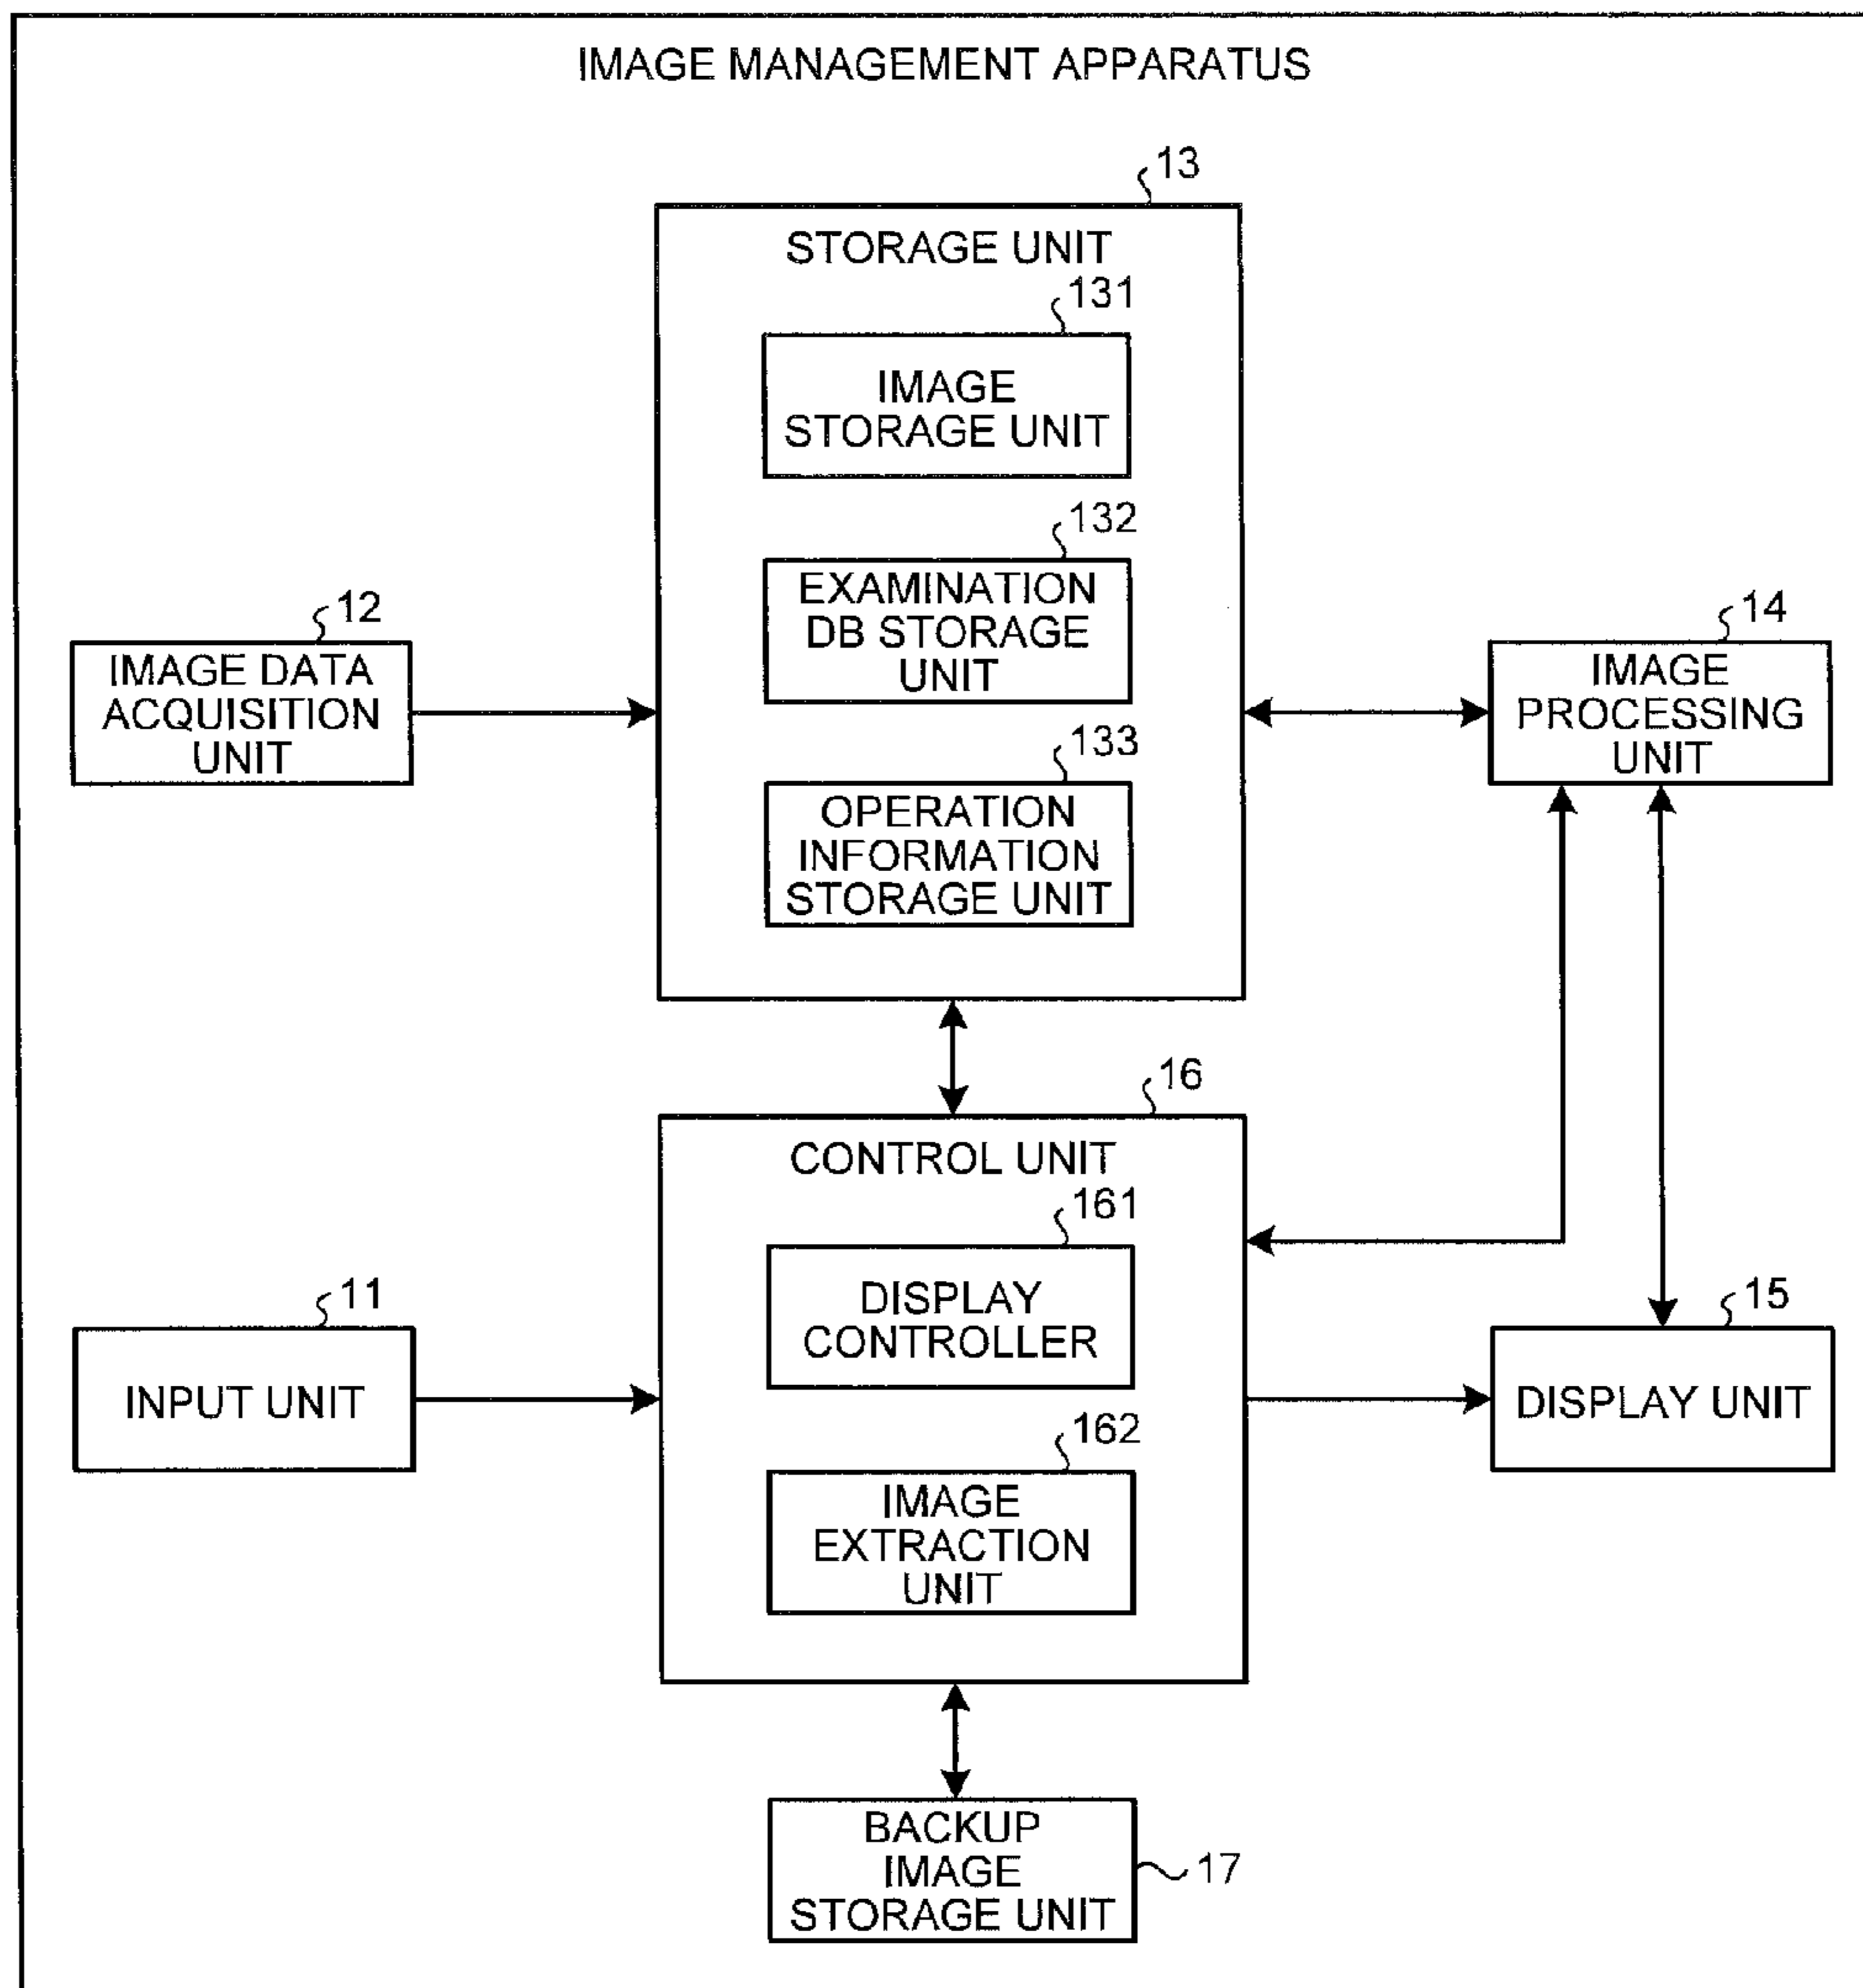 IMAGE MANAGEMENT APPARATUS
13
STORAGE UNIT
131
IMAGE
STORAGE UNIT
132
EXAMINATION
DB STORAGE
UNIT
133
OPERATION
INFORMATION
STORAGE UNIT
12
IMAGE DATA
ACQUISITION
UNIT
14
IMAGE
PROCESSING
UNIT
16
CONTROL UNIT
161
DISPLAY
CONTROLLER
162
IMAGE
EXTRACTION
UNIT
11
INPUT UNIT
15
DISPLAY UNIT
BACKUP
IMAGE
STORAGE UNIT
17